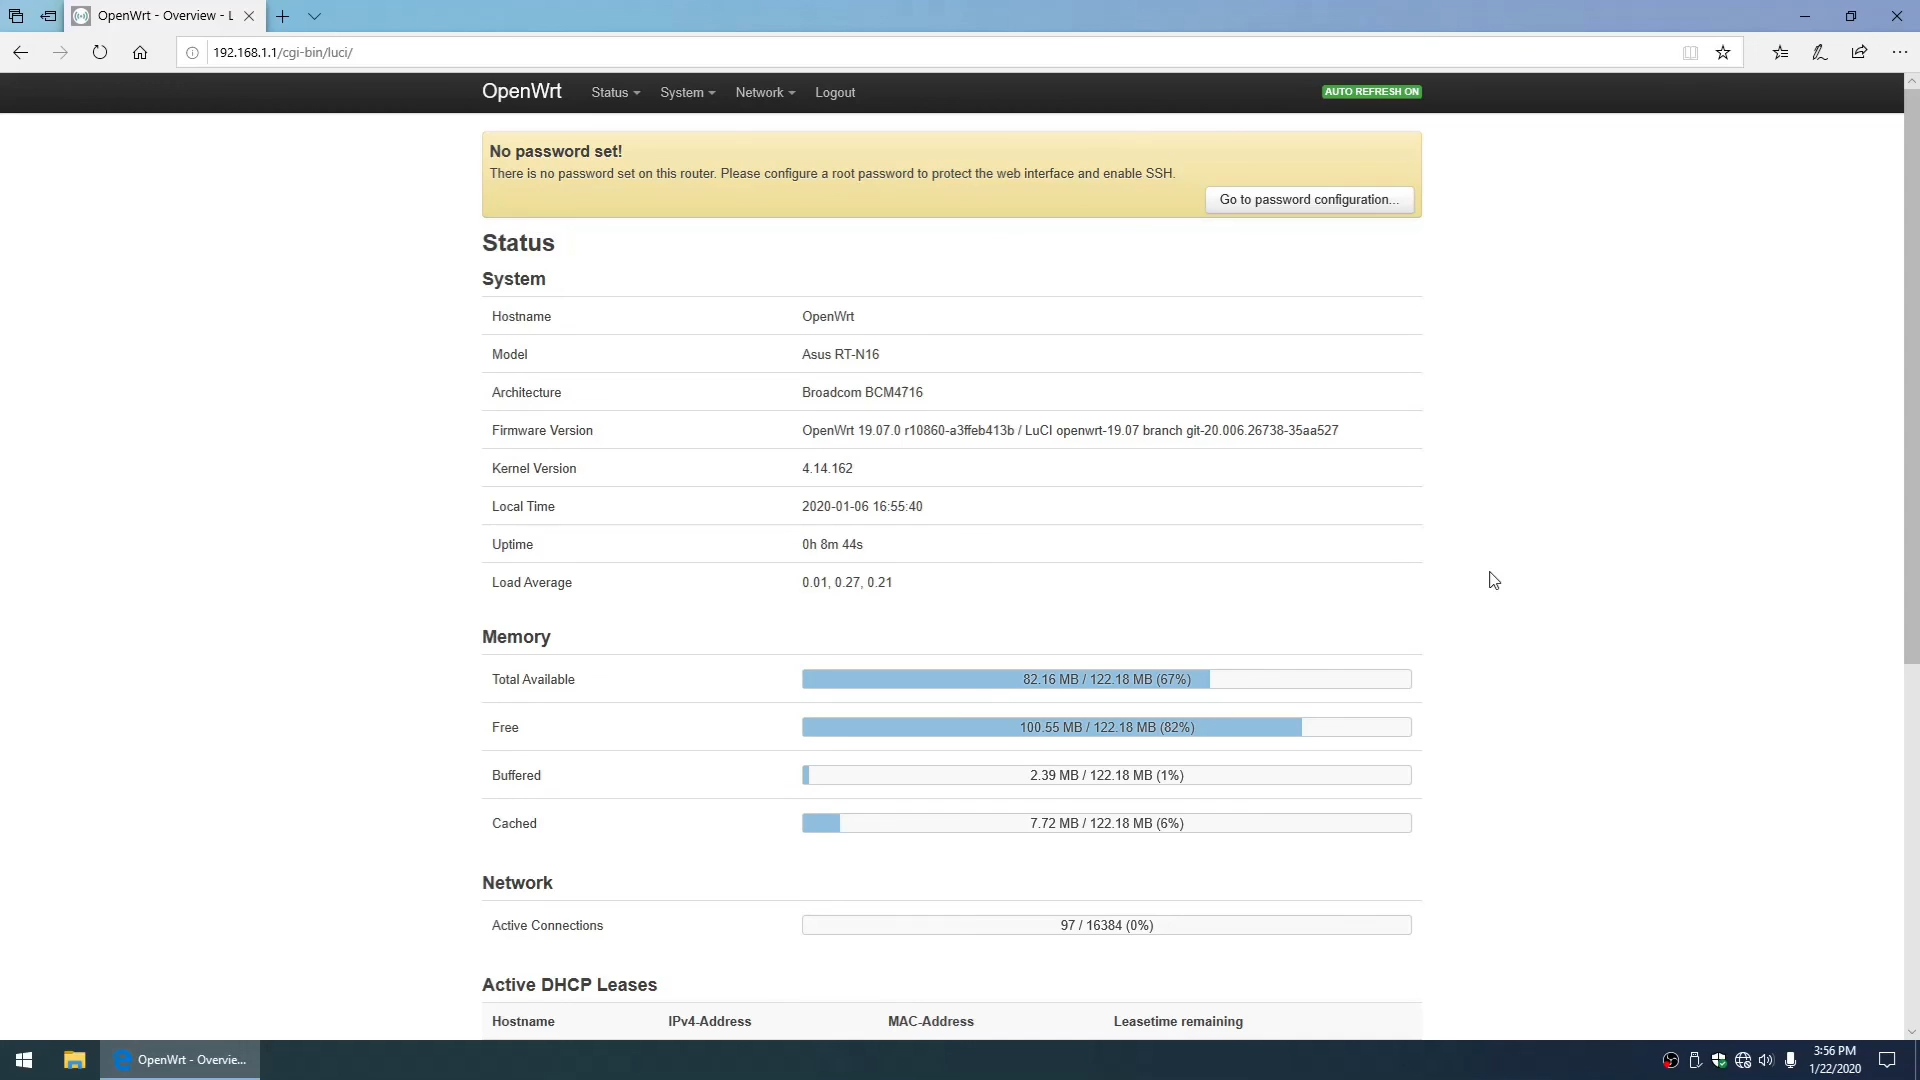 OpenWrt - Overview - L
192.168.1.1/cgi-bin/luci/
OpenWrt Status System Network Logout AUTO REFRESH ON
No password set!
There is no password set on this router. Please configure a root password to protect the web interface and enable SSH.
Go to password configuration...
Status
System
Hostname OpenWrt
Model Asus RT-N16
Architecture Broadcom BCM4716
Firmware Version OpenWrt 19.07.0 r10860-a3ffeb413b / LuCI openwrt-19.07 branch git-20.006.26738-35aa527
Kernel Version 4.14.162
Local Time 2020-01-06 16:55:40
Uptime 0h 8m 44s
Load Average 0.01, 0.27, 0.21
Memory
Total Available 82.16 MB / 122.18 MB (67%)
Free 100.55 MB / 122.18 MB (82%)
Buffered 2.39 MB / 122.18 MB (1%)
Cached 7.72 MB / 122.18 MB (6%)
Network
Active Connections 97 / 16384 (0%)
Active DHCP Leases
Hostname IPv4-Address MAC-Address Leasetime remaining
OpenWrt - Overvie...
3:56 PM
1/22/2020